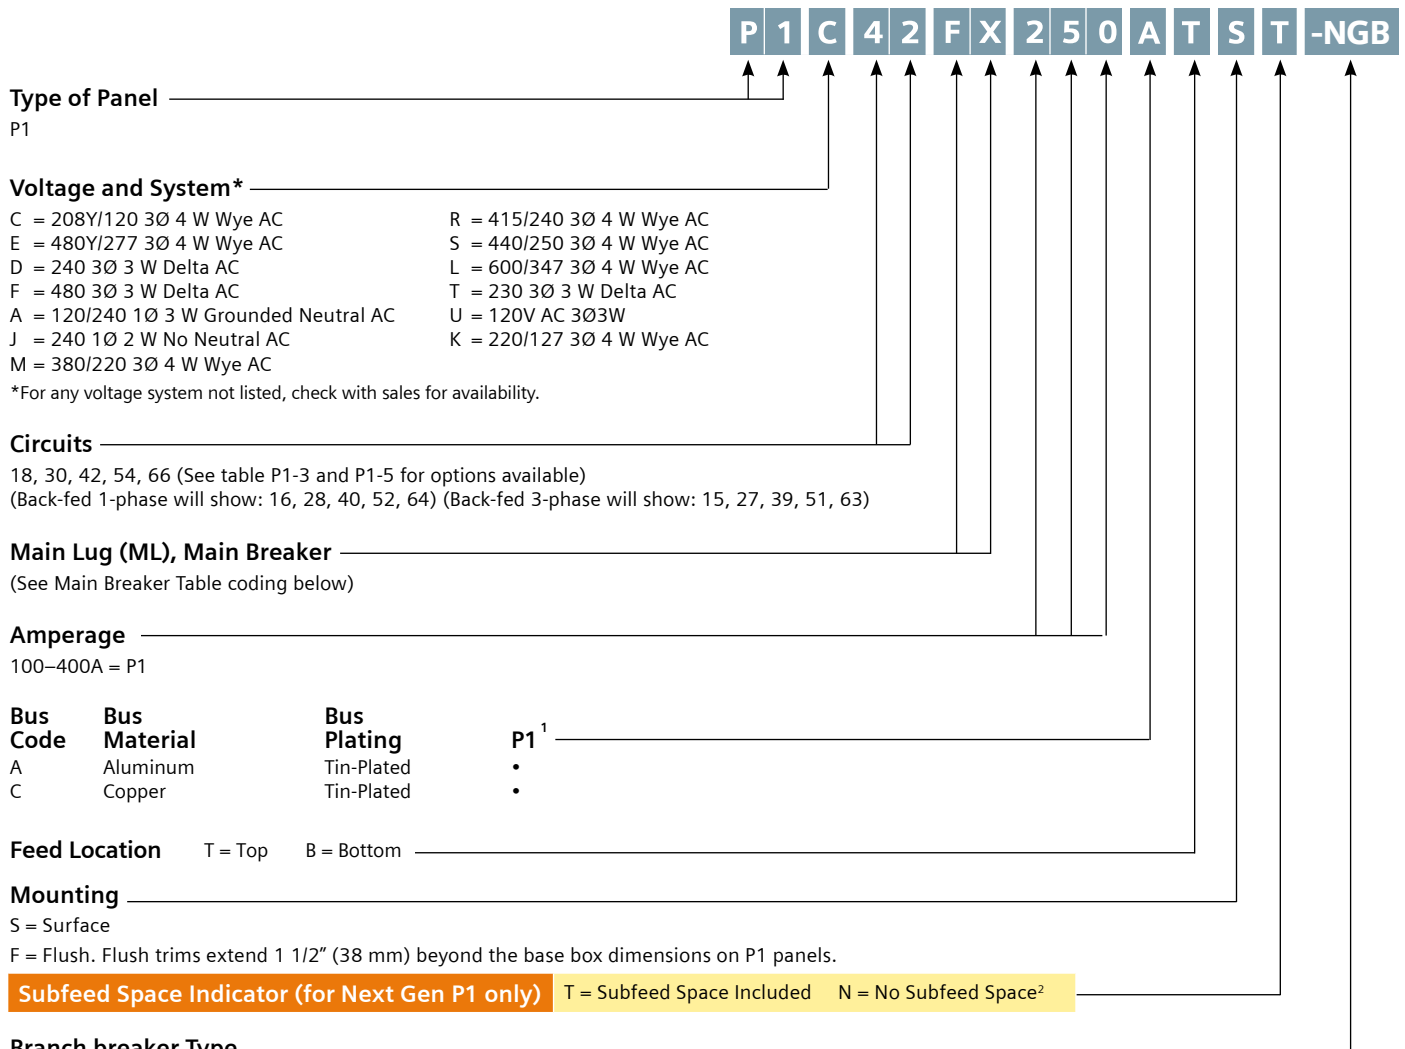 P 1 C 4 2 F X 2 5 0 A T S T -NGB
Type of Panel
P1
Voltage and System*
C = 208Y/120 3Ø 4 W Wye AC
E = 480Y/277 3Ø 4 W Wye AC
D = 240 3Ø 3 W Delta AC
F = 480 3Ø 3 W Delta AC
A = 120/240 1Ø 3 W Grounded Neutral AC
J = 240 1Ø 2 W No Neutral AC
M = 380/220 3Ø 4 W Wye AC
R = 415/240 3Ø 4 W Wye AC
S = 440/250 3Ø 4 W Wye AC
L = 600/347 3Ø 4 W Wye AC
T = 230 3Ø 3 W Delta AC
U = 120V AC 3Ø3W
K = 220/127 3Ø 4 W Wye AC
*For any voltage system not listed, check with sales for availability.
Circuits
18, 30, 42, 54, 66 (See table P1-3 and P1-5 for options available)
(Back-fed 1-phase will show: 16, 28, 40, 52, 64) (Back-fed 3-phase will show: 15, 27, 39, 51, 63)
Main Lug (ML), Main Breaker
(See Main Breaker Table coding below)
Amperage
100–400A = P1
Bus Bus Bus
Code Material Plating P1 1
A Aluminum Tin-Plated •
C Copper Tin-Plated •
Feed Location T = Top B = Bottom
Mounting
S = Surface
F = Flush. Flush trims extend 1 1/2” (38 mm) beyond the base box dimensions on P1 panels.
Subfeed Space Indicator (for Next Gen P1 only) T = Subfeed Space Included N = No Subfeed Space²
Branch breaker Type